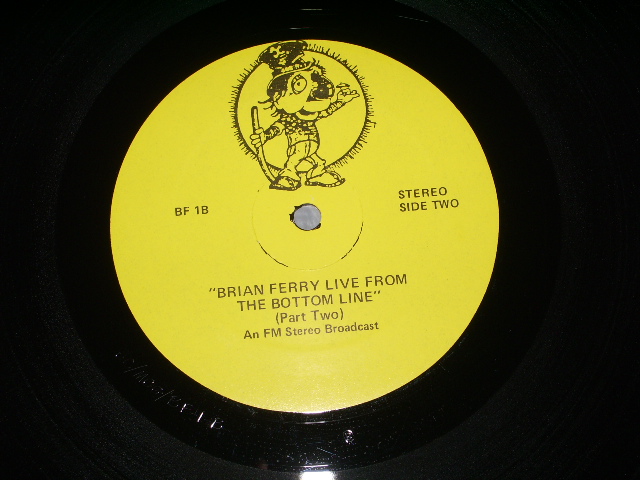 BF 1B
STEREO
SIDE TWO
"BRIAN FERRY LIVE FROM
THE BOTTOM LINE"
(Part Two)
An FM Stereo Broadcast